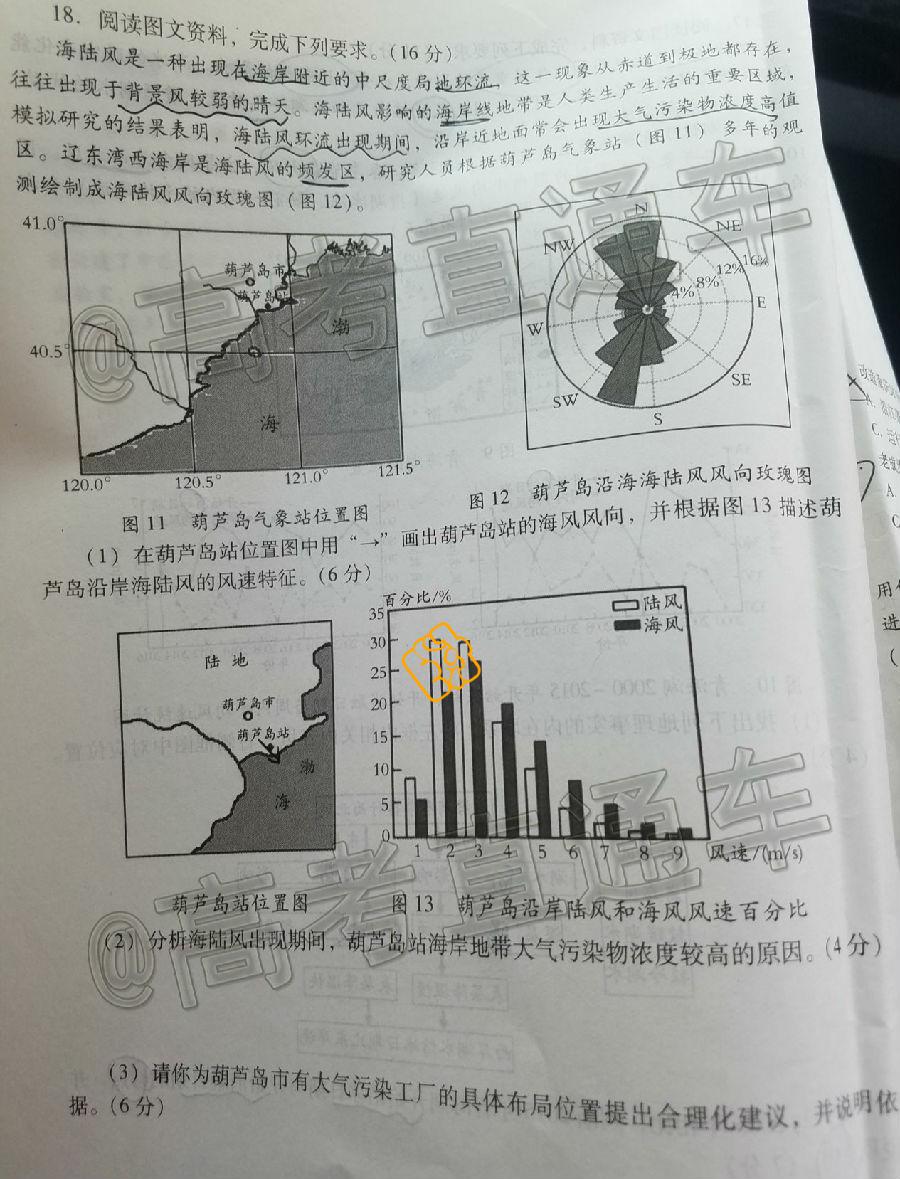 18. 阅读图文资料，完成下列要求。（16分）
海陆风是一种出现在海岸附近的中尺度局地环流，这一现象从赤道到极地都存在，
往往出现于背景风较弱的晴天。海陆风影响的海岸线地带是人类生产生活的重要区域，
模拟研究的结果表明，海陆风环流出现期间，沿岸近地面常会出现大气污染物浓度高值
区。辽东湾西海岸是海陆风的频发区，研究人员根据葫芦岛气象站（图11）多年的观
测绘制成海陆风风向玫瑰图（图12）。
41.0°
40.5°
葫芦岛市
葫芦岛站
渤
海
120.0° 120.5° 121.0° 121.5°
N
NE
E
SE
S
SW
W
NW
4% 8% 12% 16%
图11 葫芦岛气象站位置图
图12 葫芦岛沿海海陆风风向玫瑰图
（1）在葫芦岛站位置图中用“→”画出葫芦岛站的海风风向，并根据图13描述葫
芦岛沿岸海陆风的风速特征。（6分）
陆地
葫芦岛市
葫芦岛站
渤
海
葫芦岛站位置图
百分比/%
35
30
25
20
15
10
5
0
1 2 3 4 5 6 7 8 9 风速/(m/s)
陆风
海风
图13 葫芦岛沿岸陆风和海风风速百分比
（2）分析海陆风出现期间，葫芦岛站海岸地带大气污染物浓度较高的原因。（4分）
（3）请你为葫芦岛市有大气污染工厂的具体布局位置提出合理化建议，并说明依
据。（6分）
@高考直通车
@高考直通车